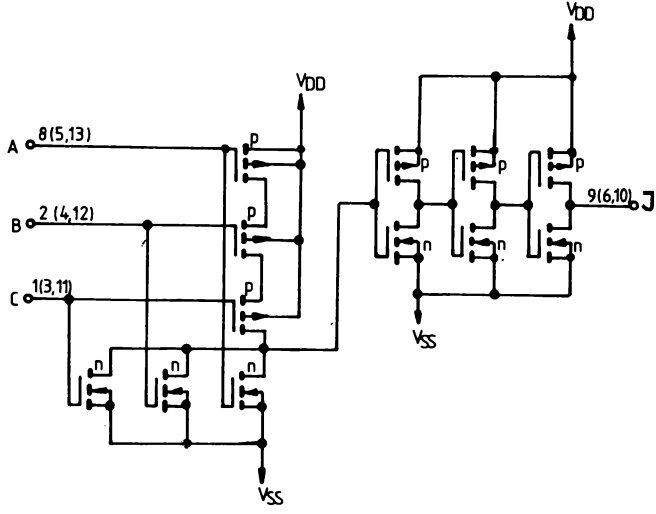 VDD
VDD
A 8(5,13)
p
p
p
p
B 2(4,12)
p
9(6,10) J
n
n
n
C 1(3,11)
p
VSS
n
n
n
VSS